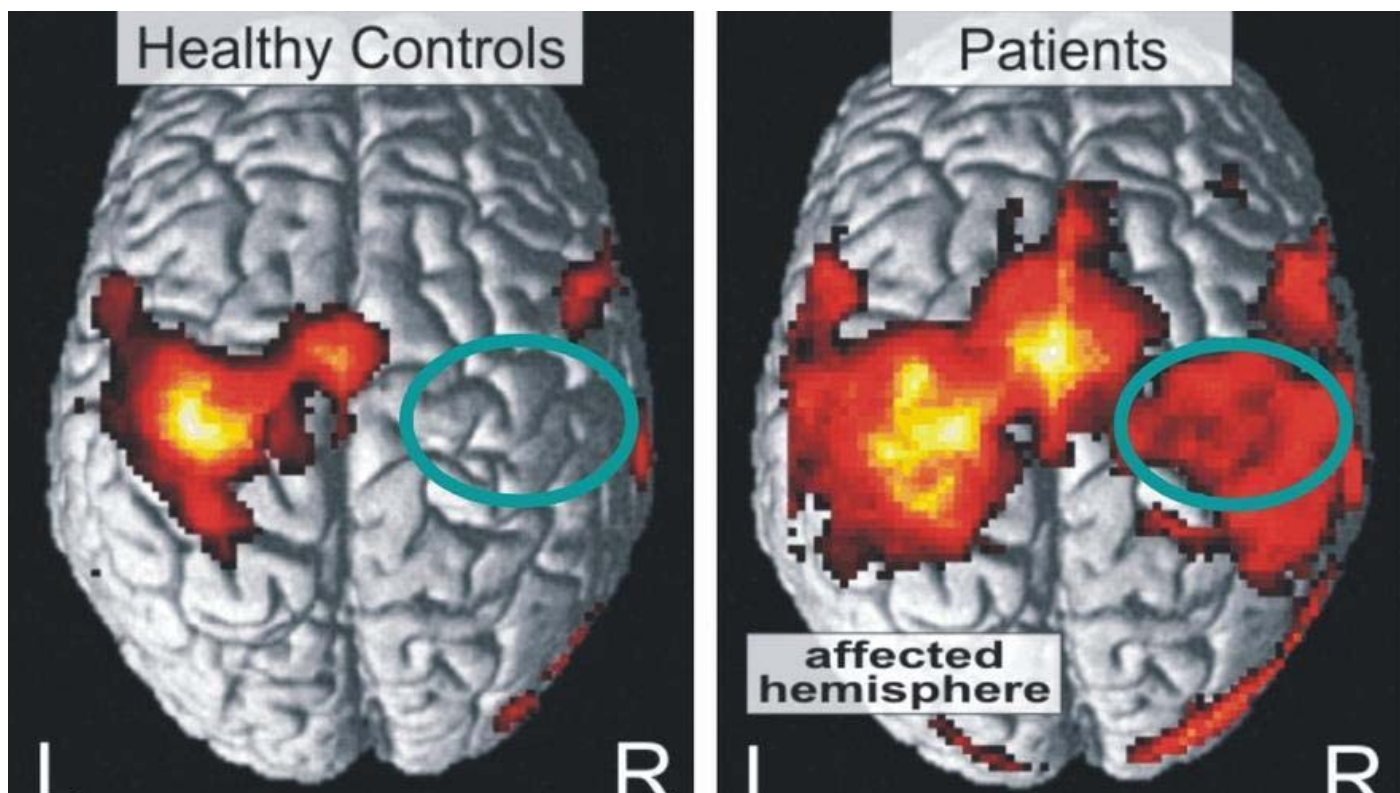 Healthy Controls
Patients
affected
hemisphere
L
R
L
R